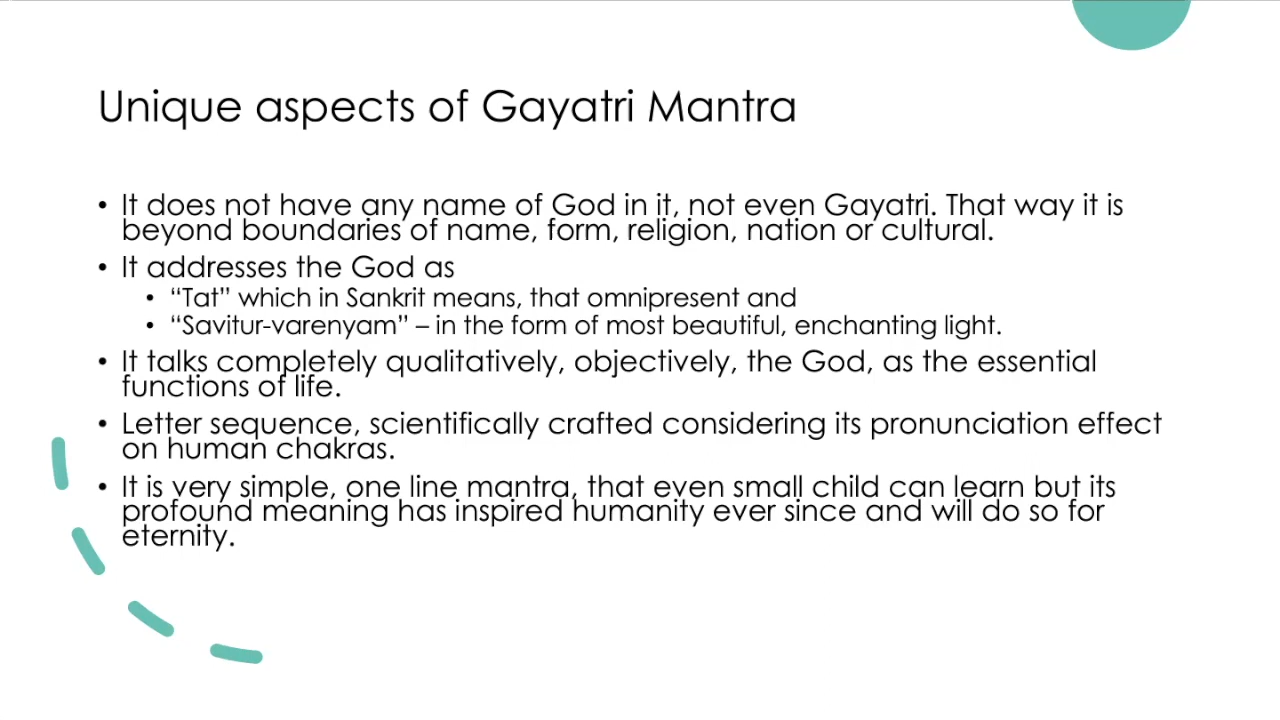 Unique aspects of Gayatri Mantra
• It does not have any name of God in it, not even Gayatri. That way it is
beyond boundaries of name, form, religion, nation or cultural.
• It addresses the God as
• “Tat” which in Sankrit means, that omnipresent and
• “Savitur-varenyam” – in the form of most beautiful, enchanting light.
• It talks completely qualitatively, objectively, the God, as the essential
functions of life.
• Letter sequence, scientifically crafted considering its pronunciation effect
on human chakras.
• It is very simple, one line mantra, that even small child can learn but its
profound meaning has inspired humanity ever since and will do so for
eternity.